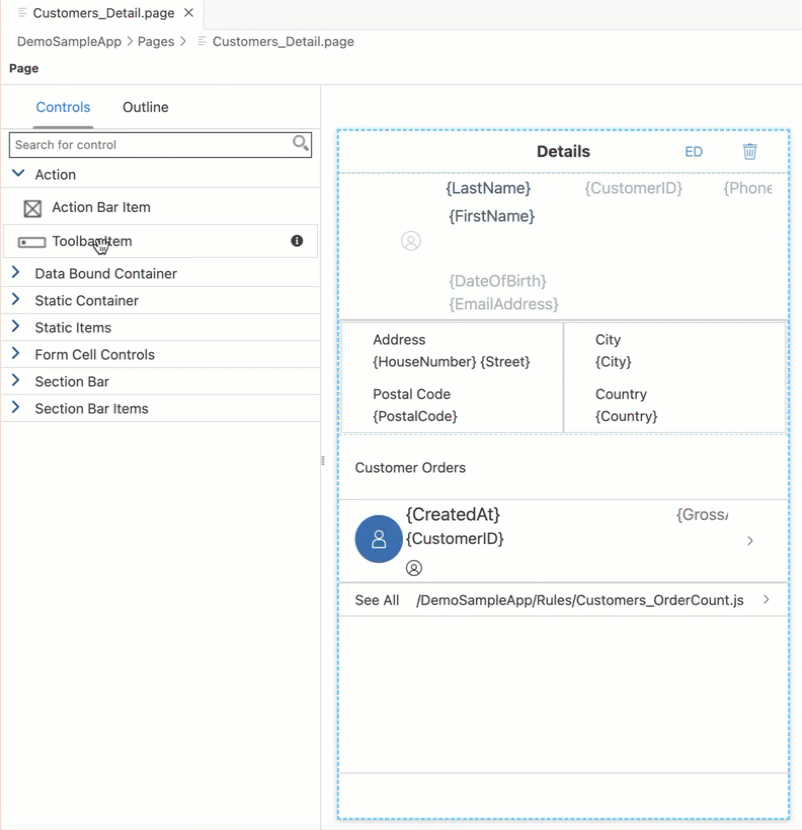 Customers_Detail.page
DemoSampleApp Pages Customers_Detail.page
Page
Controls Outline
Search for control
Action
Action Bar Item
Data Bound Container
Static Container
Static Items
Form Cell Controls
Section Bar
Section Bar Items
Details ED
{LastName} {CustomerID} {Phone
{FirstName}
{DateOfBirth}
{EmailAddress}
Address City
{HouseNumber} {Street} {City}
Postal Code Country
{PostalCode} {Country}
Customer Orders
{CreatedAt} {Gross
{CustomerID}
See All /DemoSampleApp/Rules/Customers_OrderCount.js